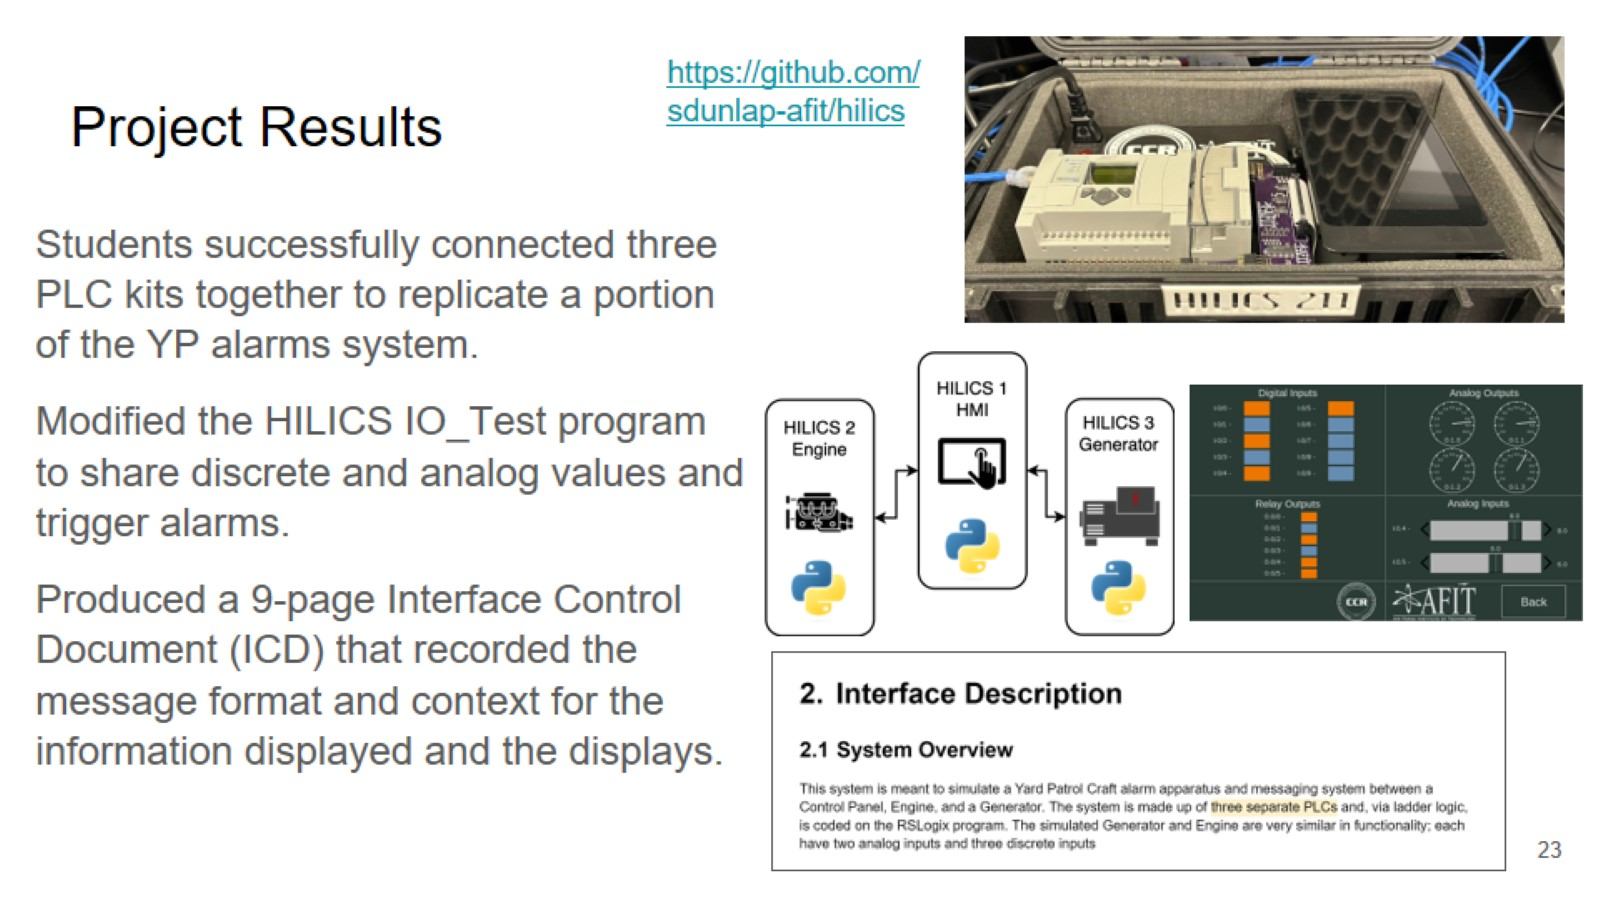 Project Results
https://github.com/
sdunlap-afit/hilics
Students successfully connected three
PLC kits together to replicate a portion
of the YP alarms system.
Modified the HILICS IO_Test program
to share discrete and analog values and
trigger alarms.
Produced a 9-page Interface Control
Document (ICD) that recorded the
message format and context for the
information displayed and the displays.
CCR
HILICS 211
HILICS 2
Engine
HILICS 1
HMI
HILICS 3
Generator
Digital Inputs
Analog Outputs
Relay Outputs
Analog Inputs
CCR
AFIT
Back
2. Interface Description
2.1 System Overview
This system is meant to simulate a Yard Patrol Craft alarm apparatus and messaging system between a
Control Panel, Engine, and a Generator. The system is made up of three separate PLCs and, via ladder logic,
is coded on the RSLogix program. The simulated Generator and Engine are very similar in functionality; each
have two analog inputs and three discrete inputs
23